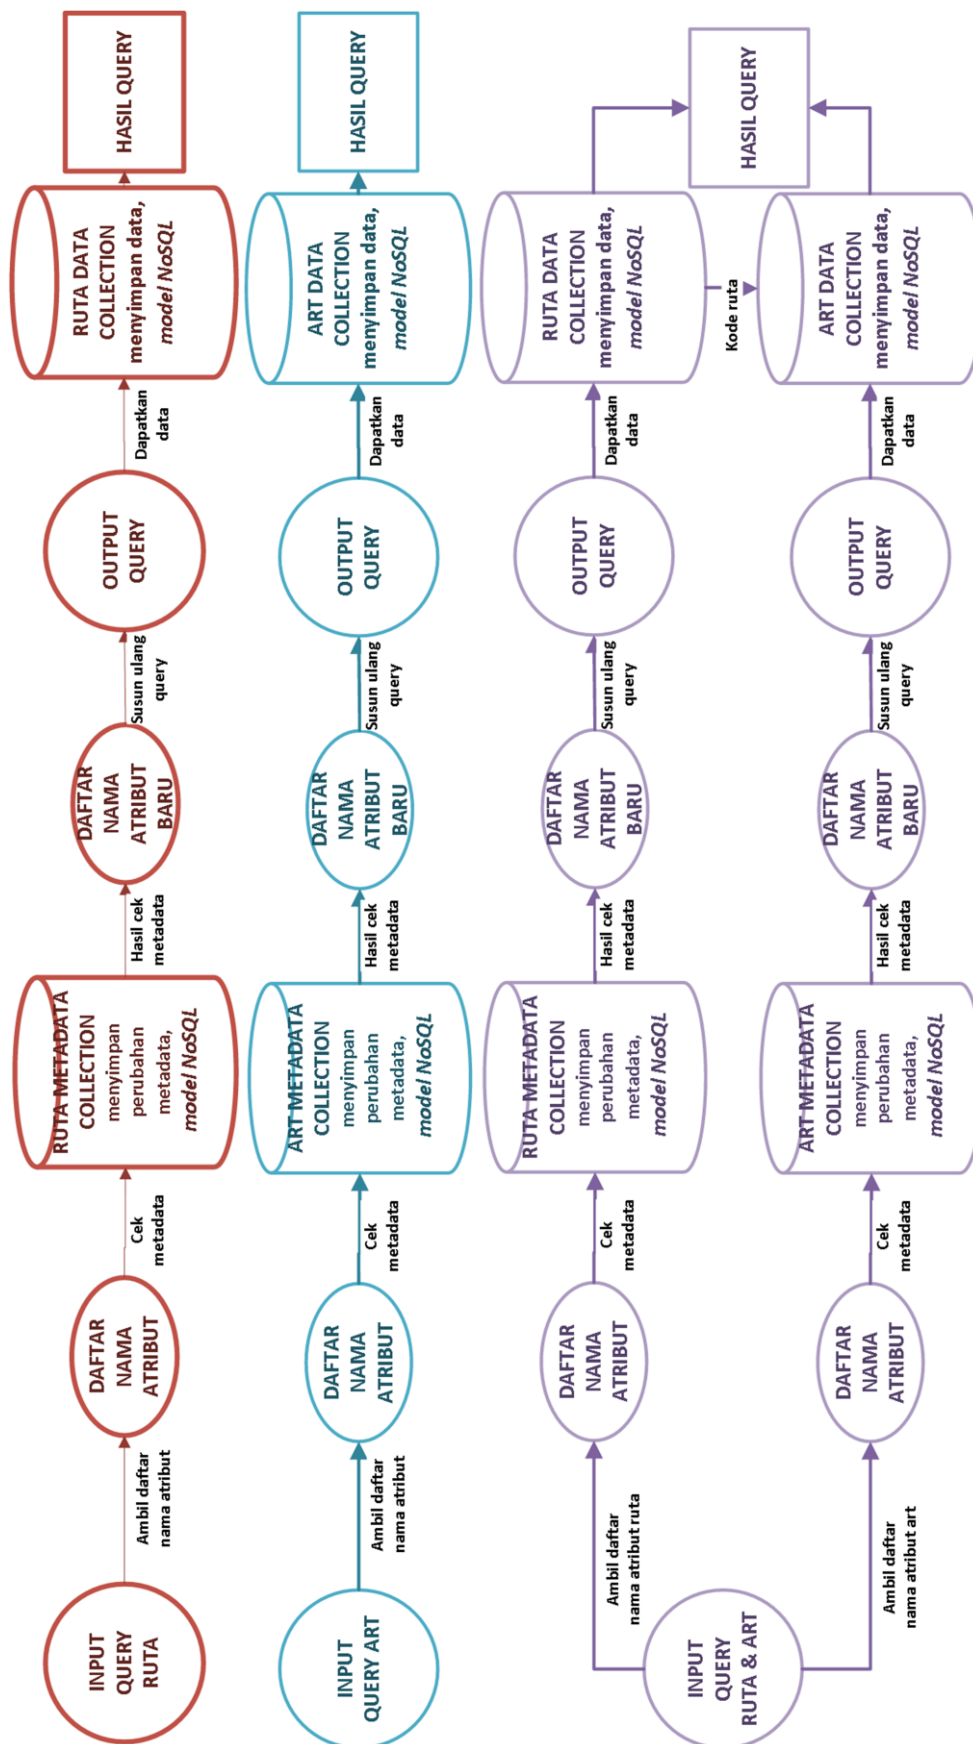 INPUT
QUERY
RUTA
Ambil daftar
nama atribut
DAFTAR
NAMA
ATRIBUT
Cek
metadata
RUTA METADATA
COLLECTION
menyimpan
perubahan
metadata,
model NoSQL
Hasil cek
metadata
DAFTAR
NAMA
ATRIBUT
BARU
Susun ulang
query
OUTPUT
QUERY
Dapatkan
data
RUTA DATA
COLLECTION
menyimpan data,
model NoSQL
HASIL QUERY
INPUT
QUERY ART
Ambil daftar
nama atribut
DAFTAR
NAMA
ATRIBUT
Cek
metadata
ART METADATA
COLLECTION
menyimpan
perubahan
metadata,
model NoSQL
Hasil cek
metadata
DAFTAR
NAMA
ATRIBUT
BARU
Susun ulang
query
OUTPUT
QUERY
Dapatkan
data
ART DATA
COLLECTION
menyimpan data,
model NoSQL
HASIL QUERY
INPUT
QUERY
RUTA & ART
Ambil daftar
nama atribut ruta
DAFTAR
NAMA
ATRIBUT
Cek
metadata
RUTA METADATA
COLLECTION
menyimpan
perubahan
metadata,
model NoSQL
Hasil cek
metadata
DAFTAR
NAMA
ATRIBUT
BARU
Susun ulang
query
OUTPUT
QUERY
Dapatkan
data
RUTA DATA
COLLECTION
menyimpan data,
model NoSQL
Kode ruta
HASIL QUERY
Ambil daftar
nama atribut art
DAFTAR
NAMA
ATRIBUT
Cek
metadata
ART METADATA
COLLECTION
menyimpan
perubahan
metadata,
model NoSQL
Hasil cek
metadata
DAFTAR
NAMA
ATRIBUT
BARU
Susun ulang
query
OUTPUT
QUERY
Dapatkan
data
ART DATA
COLLECTION
menyimpan data,
model NoSQL